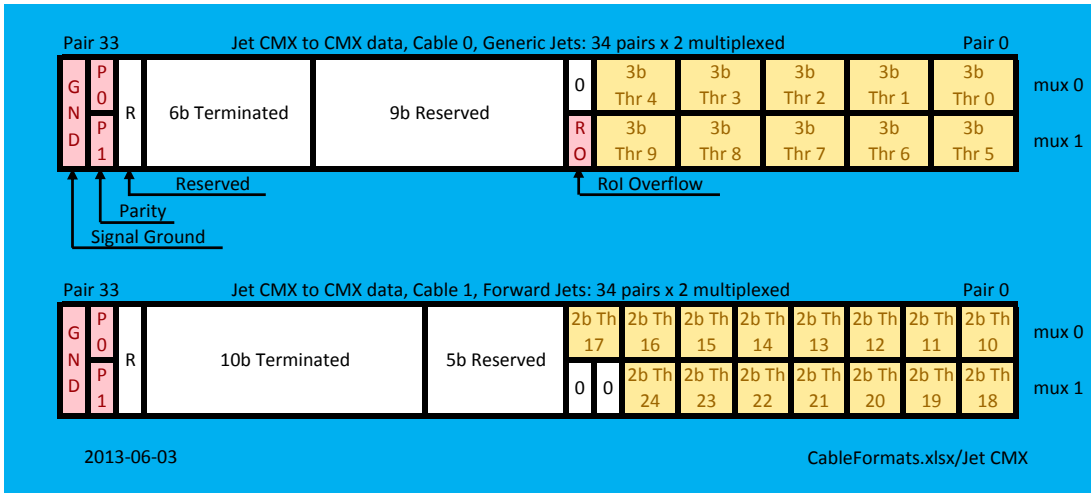 Pair 33 Jet CMX to CMX data, Cable 0, Generic Jets: 34 pairs x 2 multiplexed Pair 0
GND
P0
P1
R
6b Terminated
9b Reserved
0
3b Thr 4
3b Thr 3
3b Thr 2
3b Thr 1
3b Thr 0
mux 0
RO
3b Thr 9
3b Thr 8
3b Thr 7
3b Thr 6
3b Thr 5
mux 1
Reserved
RoI Overflow
Parity
Signal Ground
Pair 33 Jet CMX to CMX data, Cable 1, Forward Jets: 34 pairs x 2 multiplexed Pair 0
GND
P0
P1
R
10b Terminated
5b Reserved
2b Th 17
2b Th 16
2b Th 15
2b Th 14
2b Th 13
2b Th 12
2b Th 11
2b Th 10
mux 0
0
0
2b Th 24
2b Th 23
2b Th 22
2b Th 21
2b Th 20
2b Th 19
2b Th 18
mux 1
2013-06-03
CableFormats.xlsx/Jet CMX